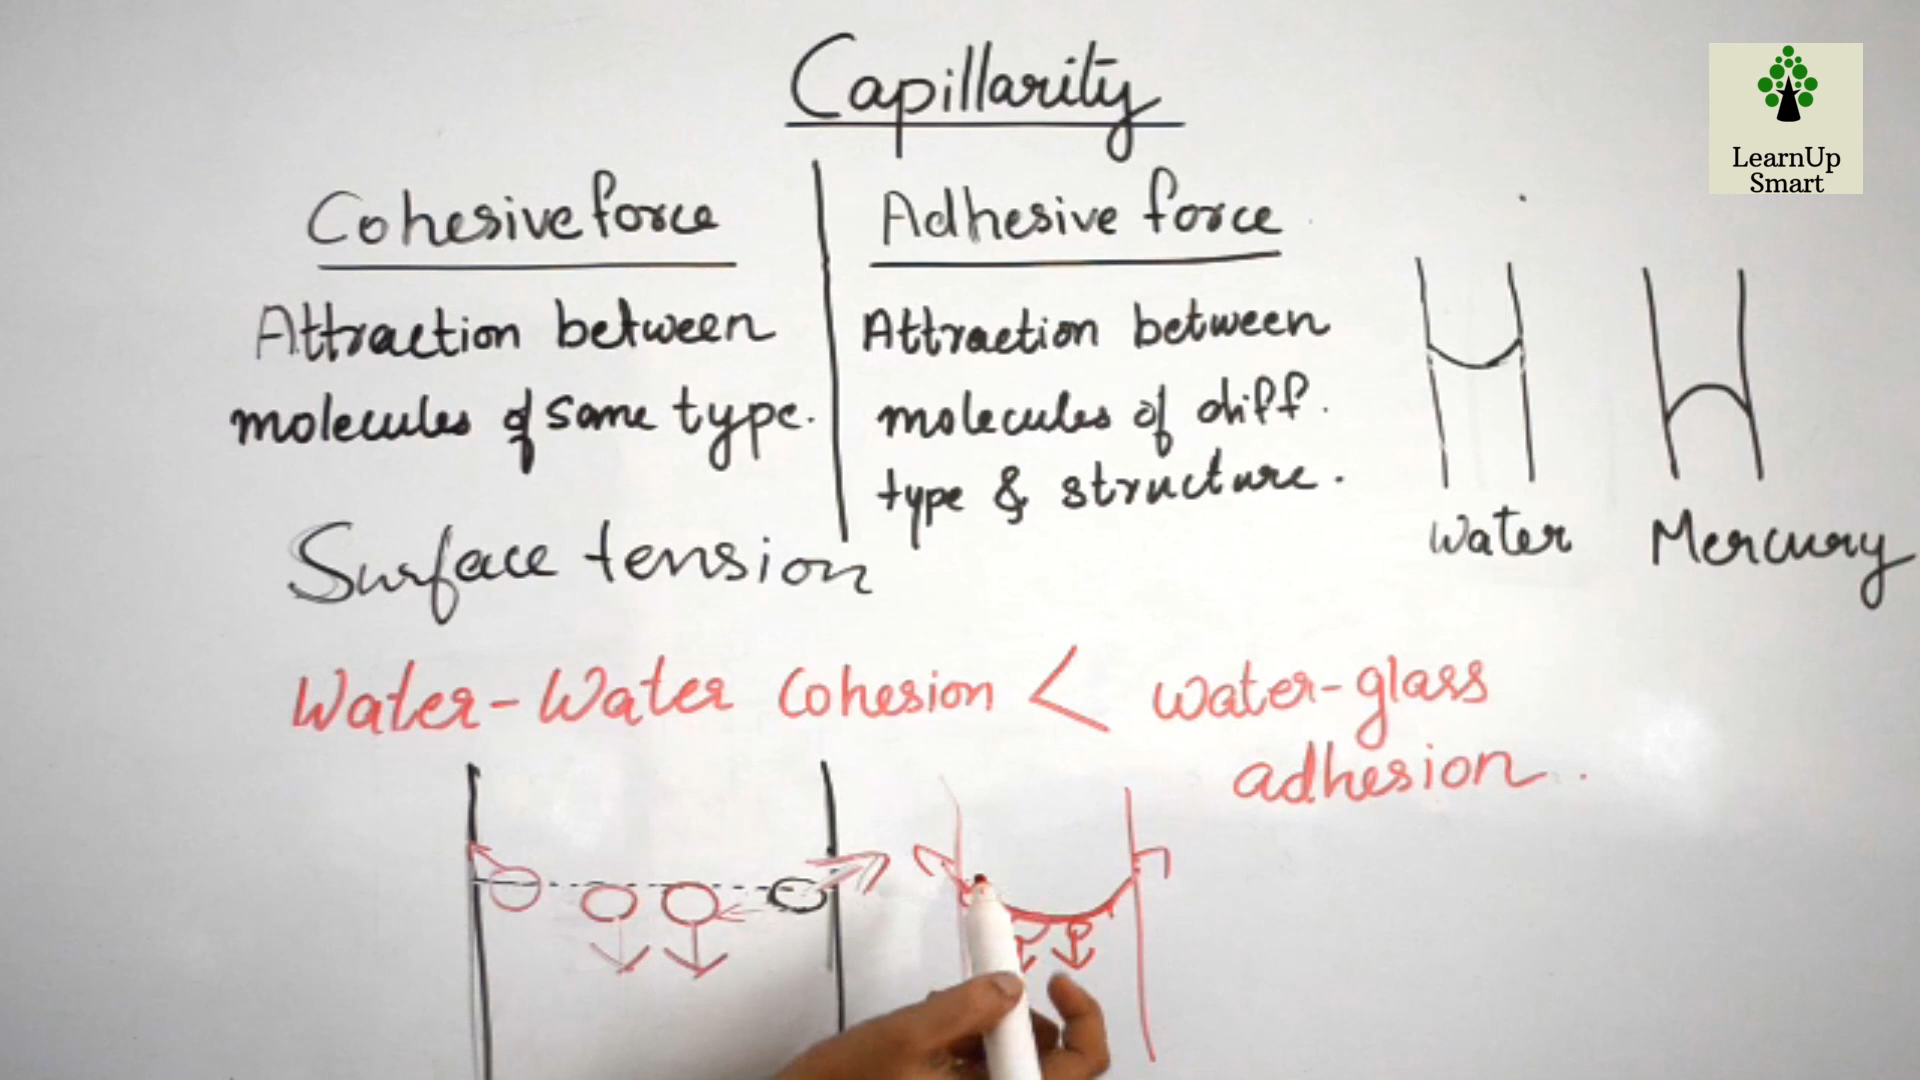 Capillarity
LearnUp
Smart
Cohesive force
Attraction between
molecules of same type.
Adhesive force
Attraction between
molecules of diff.
type & structure.
Water
Mercury
Surface tension
Water-Water Cohesion < water-glass
adhesion.